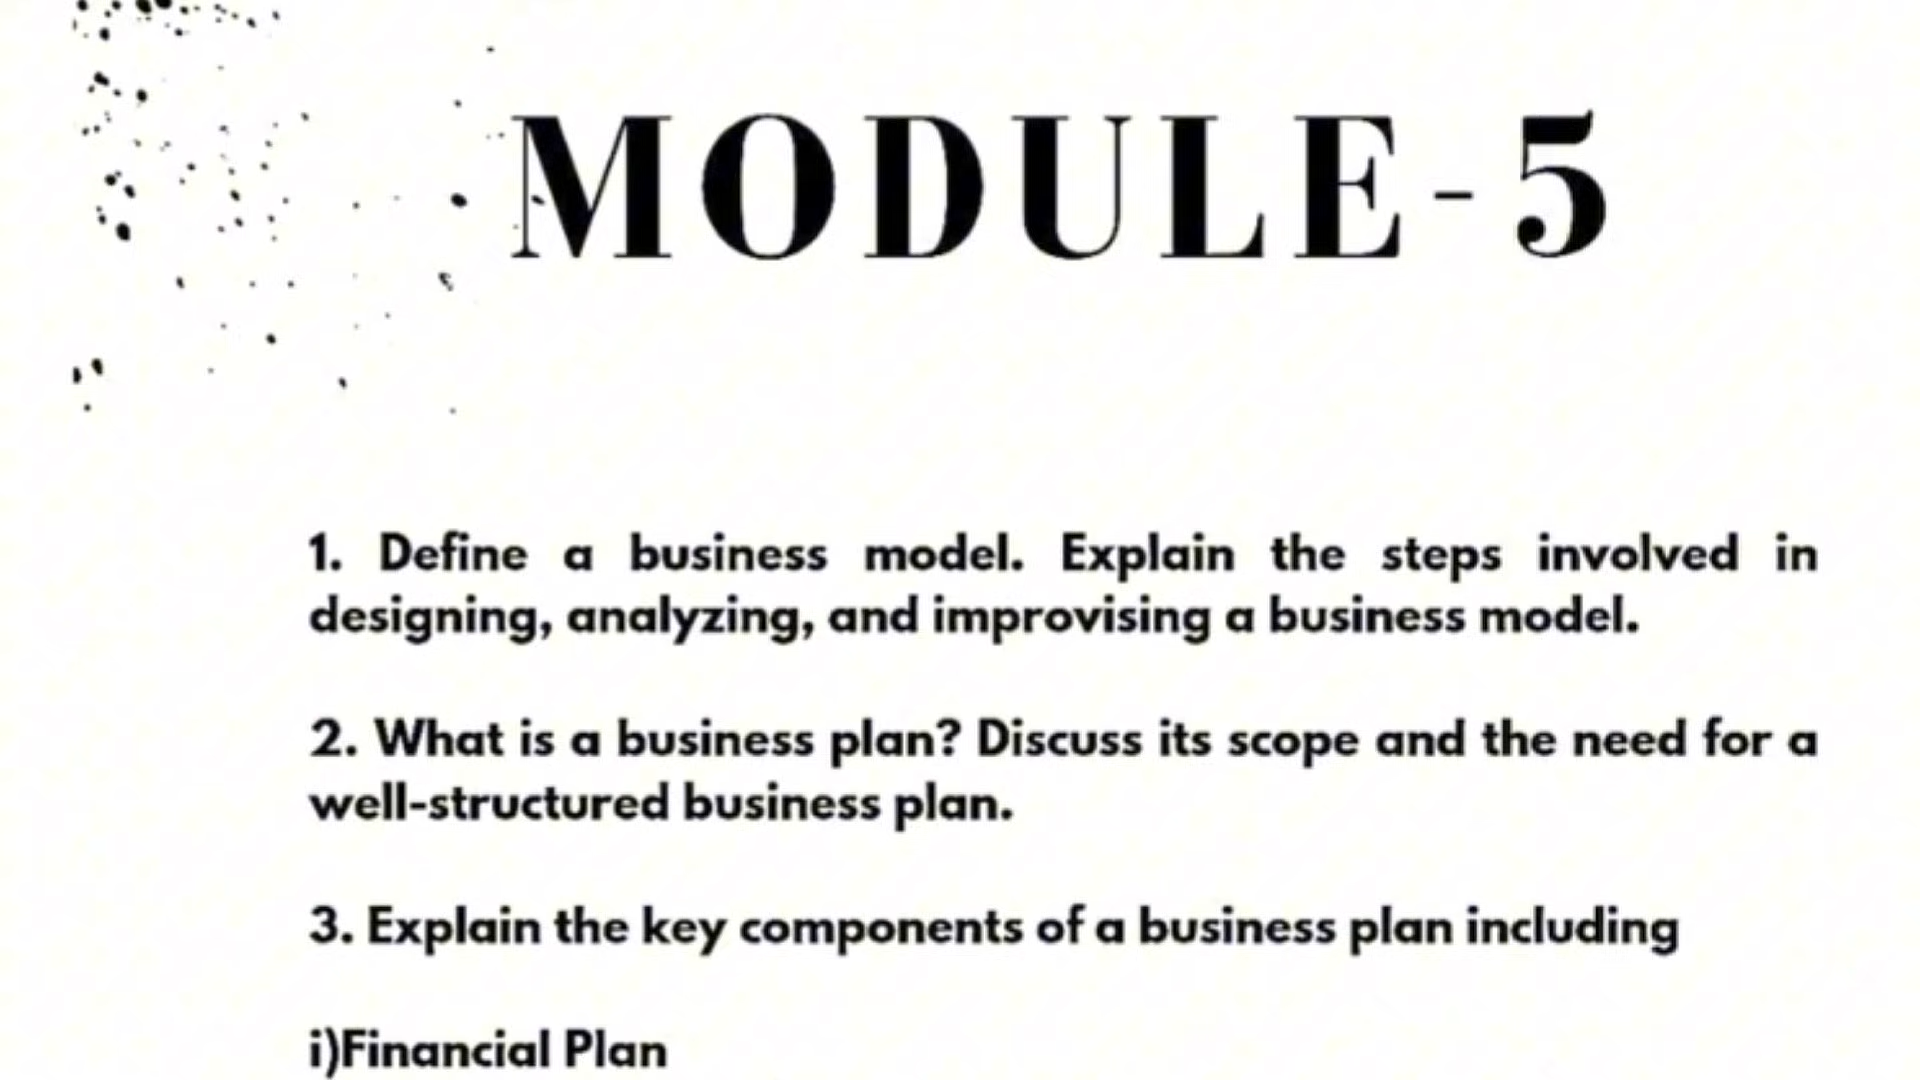 MODULE-5
1. Define a business model. Explain the steps involved in
designing, analyzing, and improvising a business model.
2. What is a business plan? Discuss its scope and the need for a
well-structured business plan.
3. Explain the key components of a business plan including
i)Financial Plan